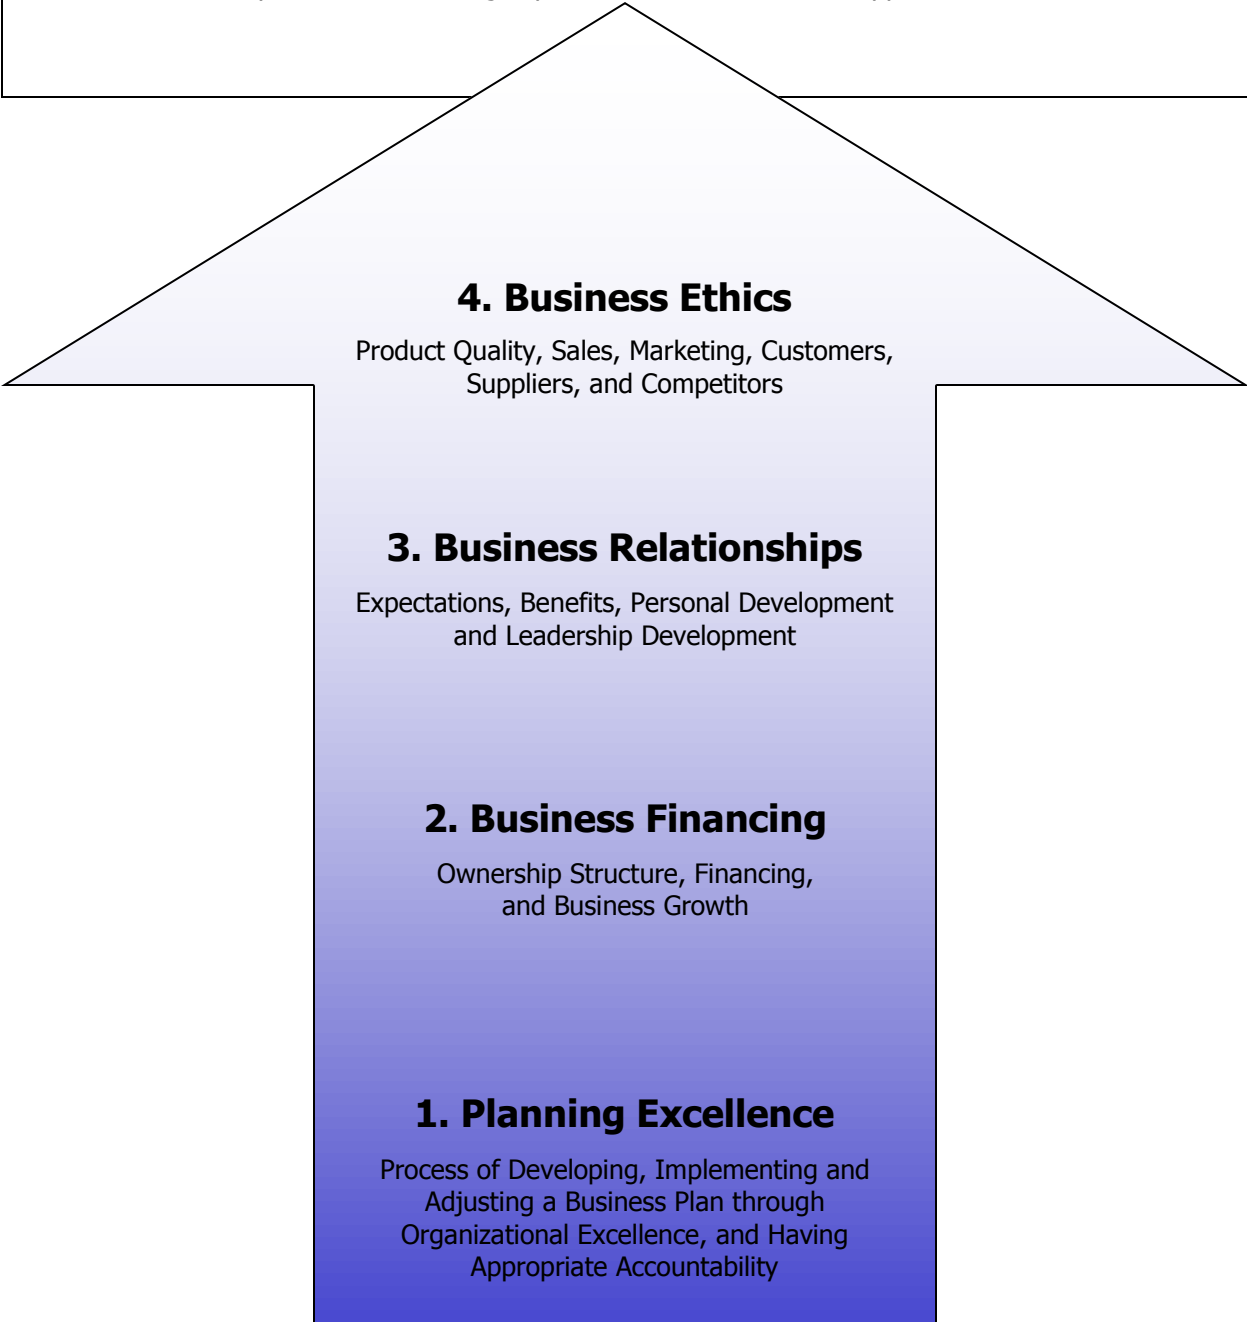 4. Business Ethics
Product Quality, Sales, Marketing, Customers,
Suppliers, and Competitors
3. Business Relationships
Expectations, Benefits, Personal Development
and Leadership Development
2. Business Financing
Ownership Structure, Financing,
and Business Growth
1. Planning Excellence
Process of Developing, Implementing and
Adjusting a Business Plan through
Organizational Excellence, and Having
Appropriate Accountability